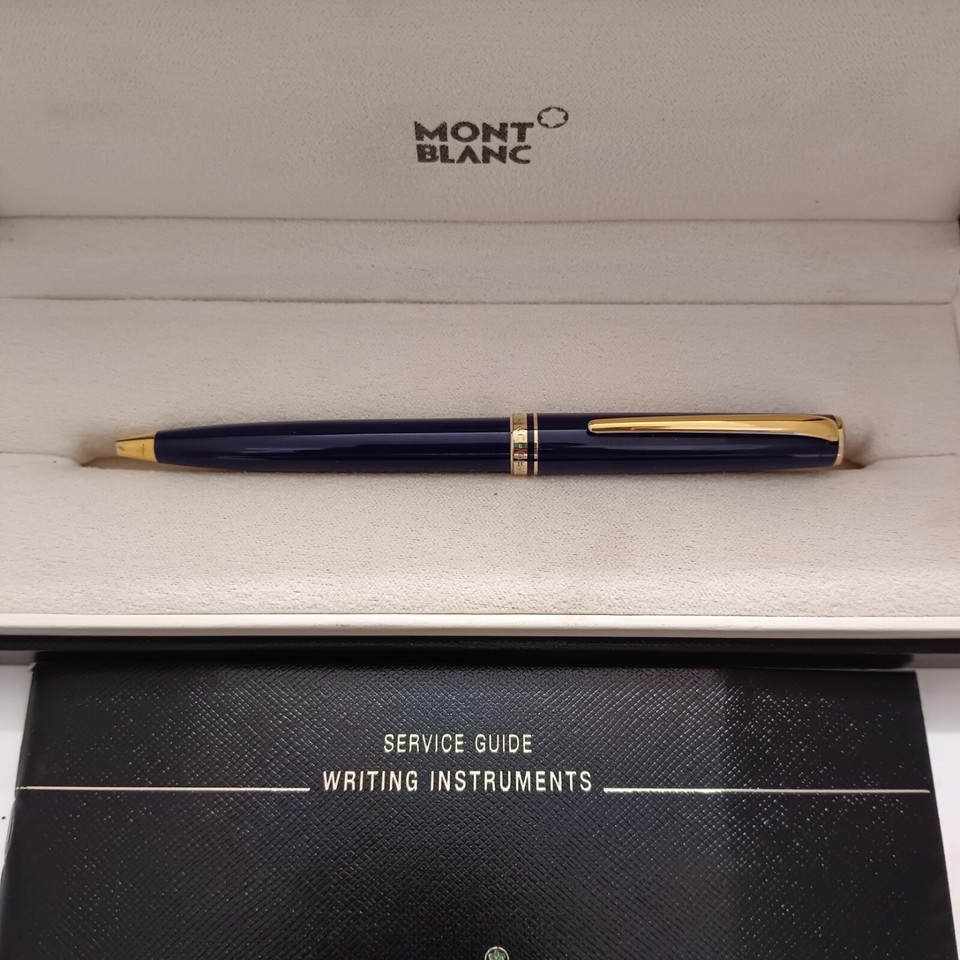 MONT
BLANC
SERVICE GUIDE
WRITING INSTRUMENTS